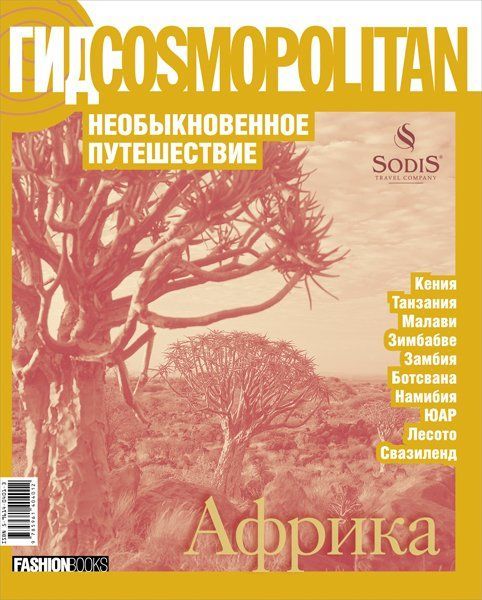 ГИДCOSMOPOLITAN
НЕОБЫКНОВЕННОЕ
ПУТЕШЕСТВИЕ
SODIS®
TRAVEL COMPANY
Кения
Танзания
Малави
Зимбабве
Замбия
Ботсвана
Намибия
ЮАР
Лесото
Свазиленд
Африка
FASHIONBOOKS